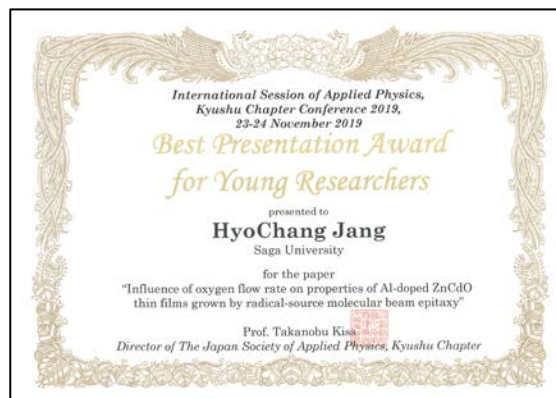 International Session of Applied Physics,
Kyushu Chapter Conference 2019,
23-24 November 2019
Best Presentation Award
for Young Researchers
presented to
HyoChang Jang
Saga University
for the paper
"Influence of oxygen flow rate on properties of Al-doped ZnCdO
thin films grown by radical-source molecular beam epitaxy"
Prof. Takanobu Kiss
Director of The Japan Society of Applied Physics, Kyushu Chapter